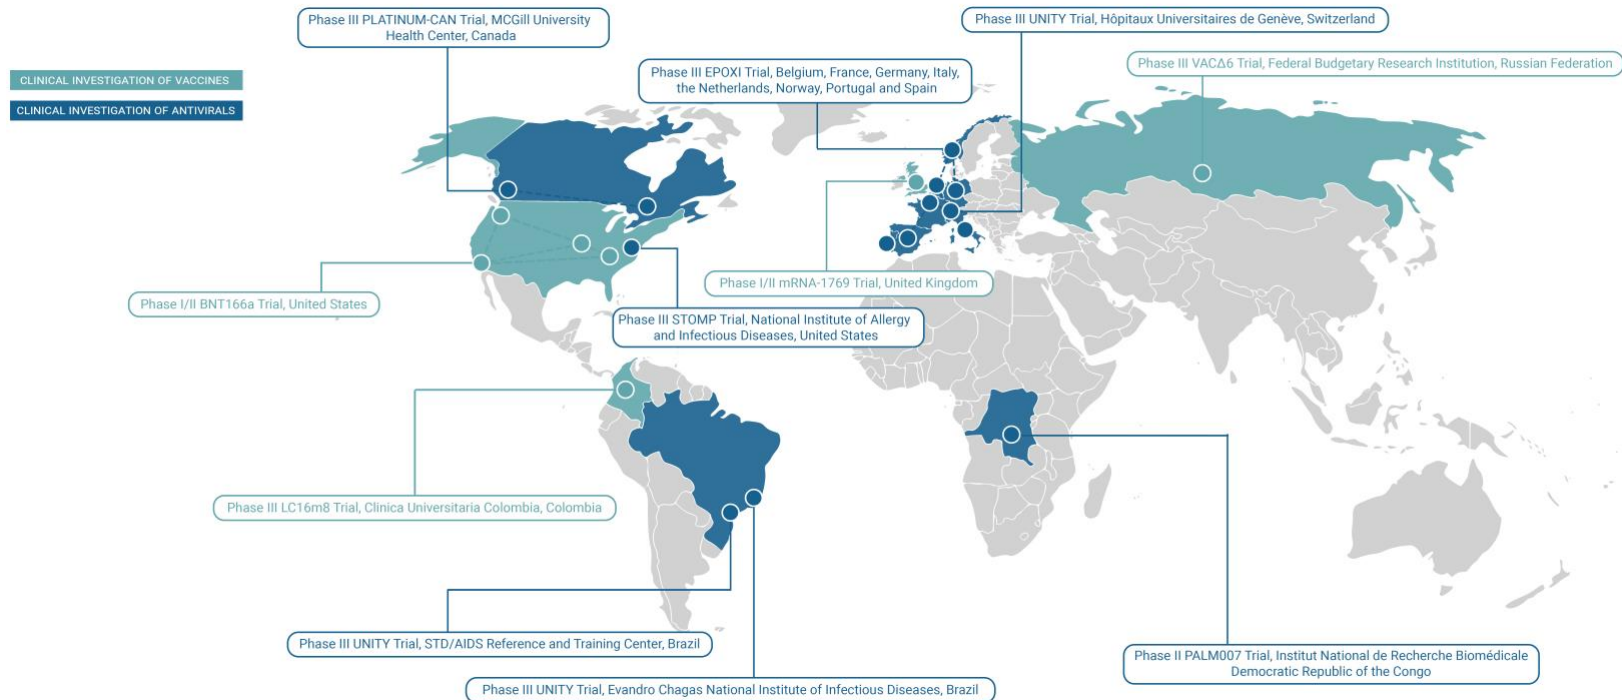 Phase III PLATINUM-CAN Trial, MCGill University
Health Center, Canada
Phase III UNITY Trial, Hôpitaux Universitaires de Genève, Switzerland
Phase III EPOXI Trial, Belgium, France, Germany, Italy,
the Netherlands, Norway, Portugal and Spain
Phase III VACΔ6 Trial, Federal Budgetary Research Institution, Russian Federation
CLINICAL INVESTIGATION OF VACCINES
CLINICAL INVESTIGATION OF ANTIVIRALS
Phase I/II BNT166a Trial, United States
Phase I/II mRNA-1769 Trial, United Kingdom
Phase III STOMP Trial, National Institute of Allergy
and Infectious Diseases, United States
Phase III LC16m8 Trial, Clinica Universitaria Colombia, Colombia
Phase III UNITY Trial, STD/AIDS Reference and Training Center, Brazil
Phase II PALM007 Trial, Institut National de Recherche Biomédicale
Democratic Republic of the Congo
Phase III UNITY Trial, Evandro Chagas National Institute of Infectious Diseases, Brazil